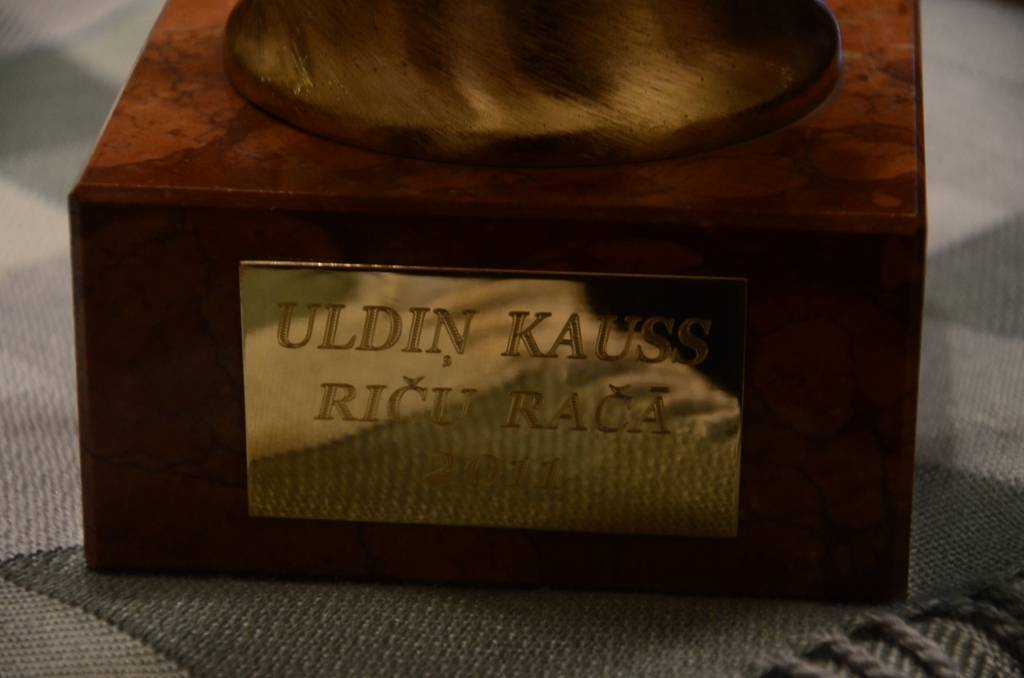 ULDIŅ KAUSS
RIČU RAČĀ
2011